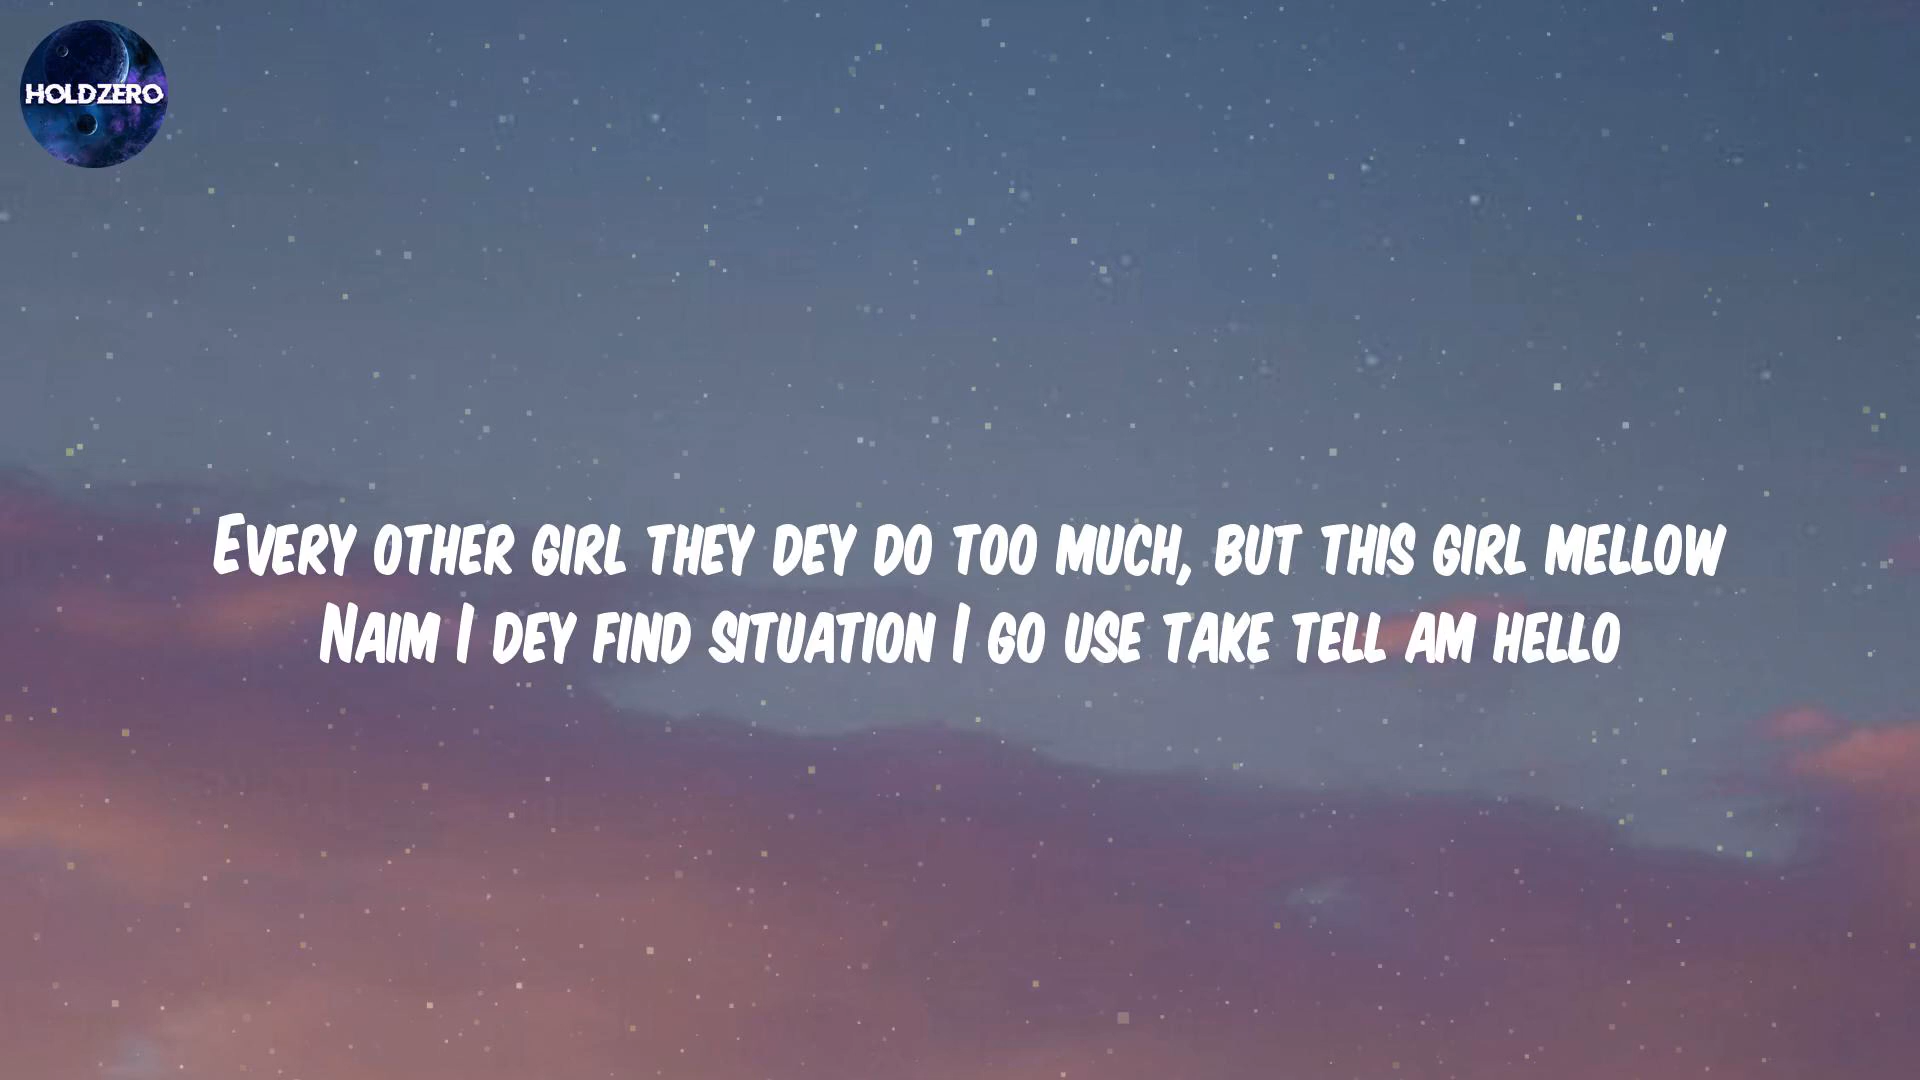 HOLDZERO
Every other girl they dey do too much, but this girl mellow
Naim I dey find situation I go use take tell am hello